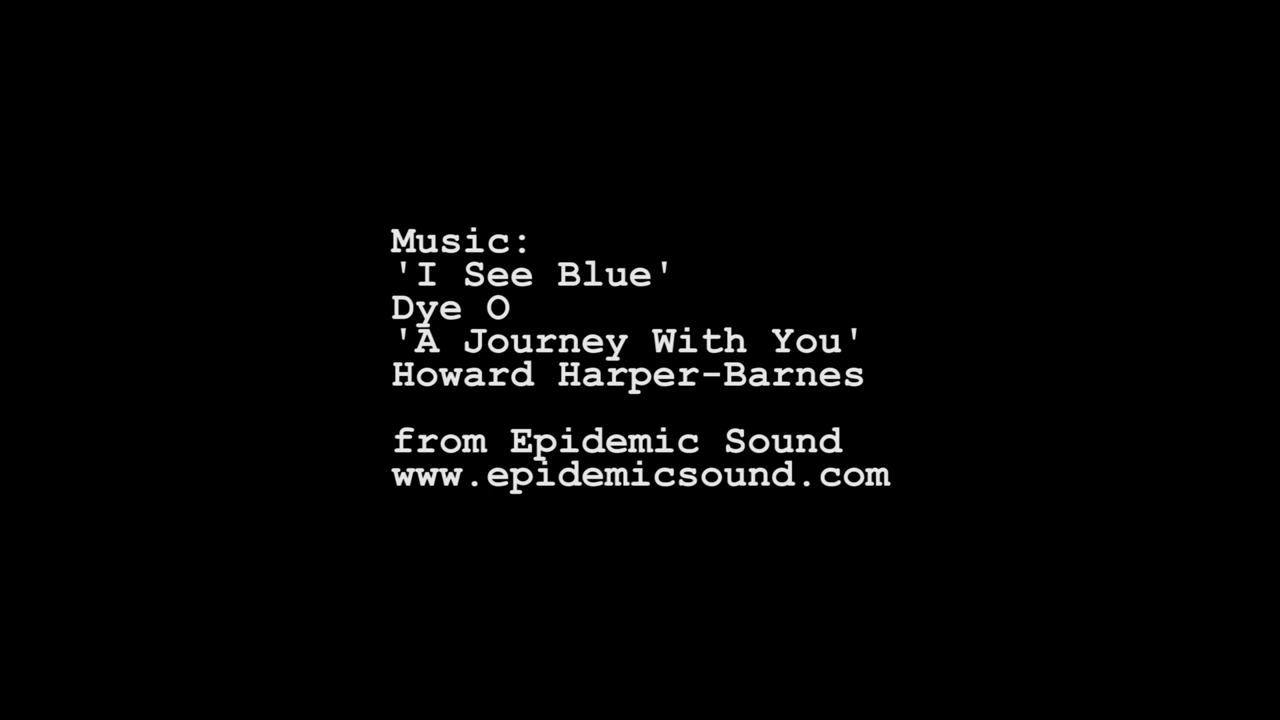 Music:
'I See Blue'
Dye O
'A Journey With You'
Howard Harper-Barnes
from Epidemic Sound
www.epidemicsound.com